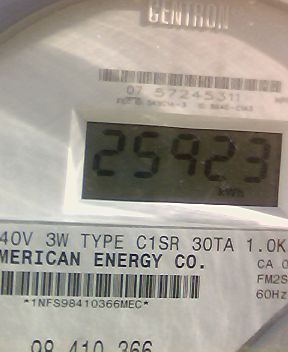 CENTRON
07 57245311
25923
kWh
40V 3W TYPE C1SR 30TA 1.0K
MERICAN ENERGY CO.
CA 0
FM2S
60Hz
*1NFS98410366MEC*
98 410 366